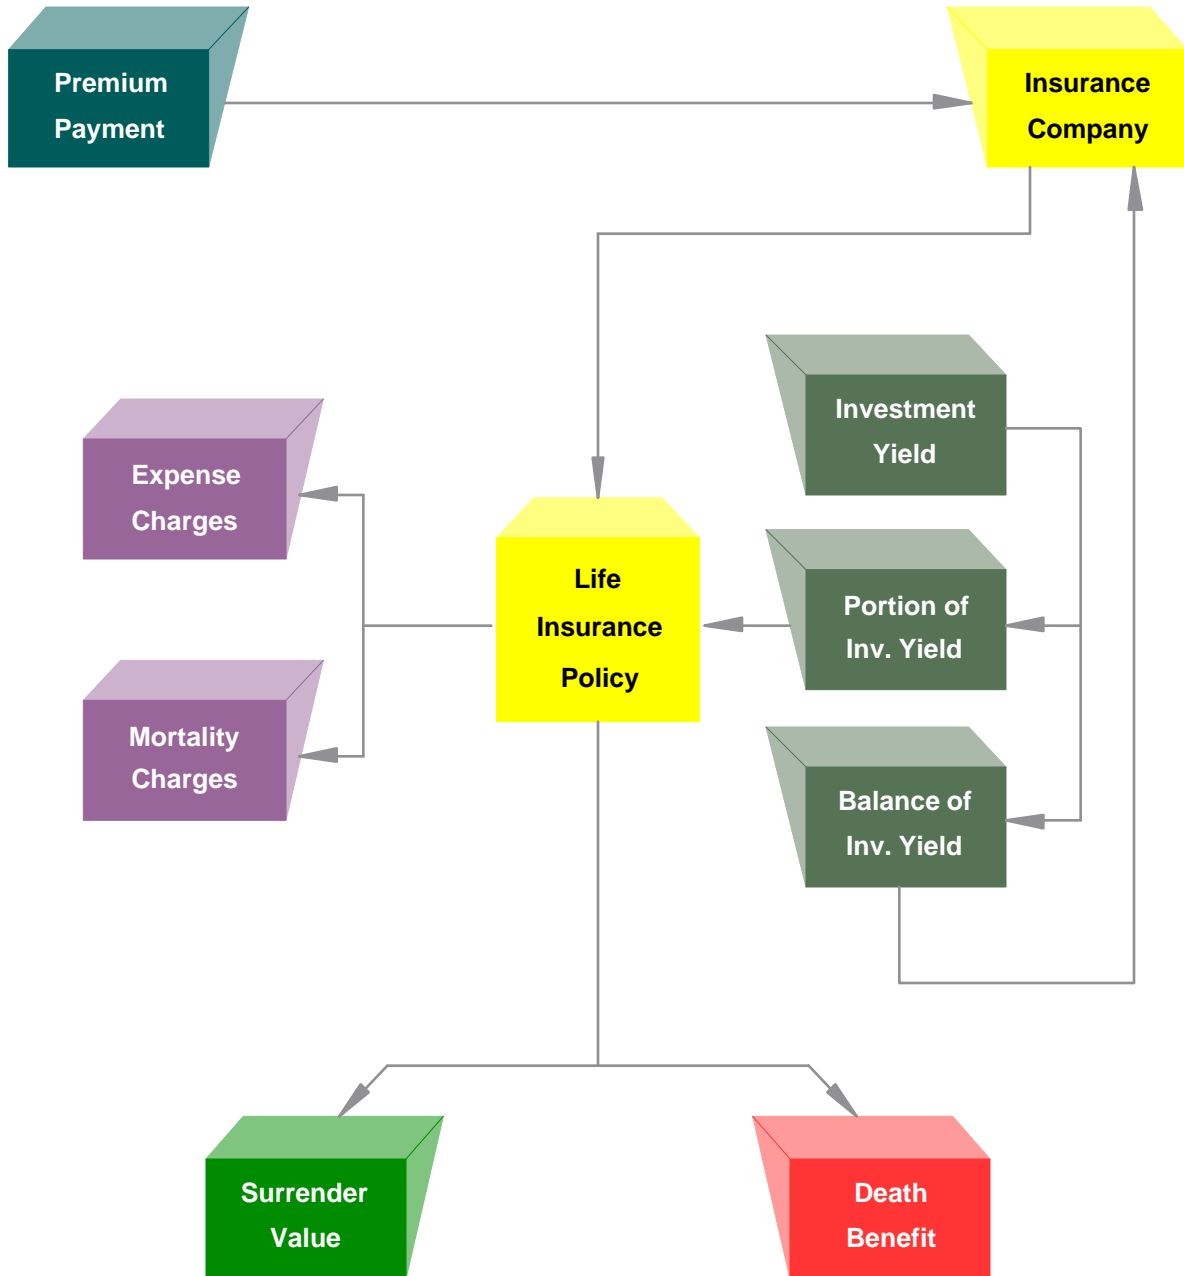 Premium
Payment
Insurance
Company
Investment
Yield
Expense
Charges
Life
Insurance
Policy
Portion of
Inv. Yield
Mortality
Charges
Balance of
Inv. Yield
Surrender
Value
Death
Benefit